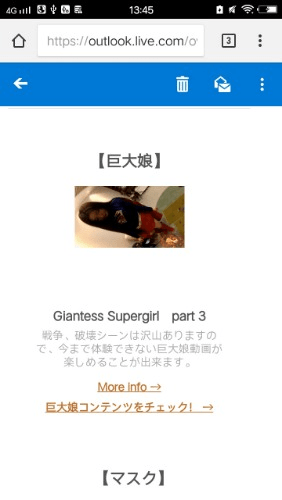 4G 13:45
https://outlook.live.com/ov
3
【巨大娘】
Giantess Supergirl　part 3
戦争、破壊シーンは沢山ありますの
で、今まで体験できない巨大娘動画が
楽しめることが出来ます。
More info →
巨大娘コンテンツをチェック!　→
【マスク】